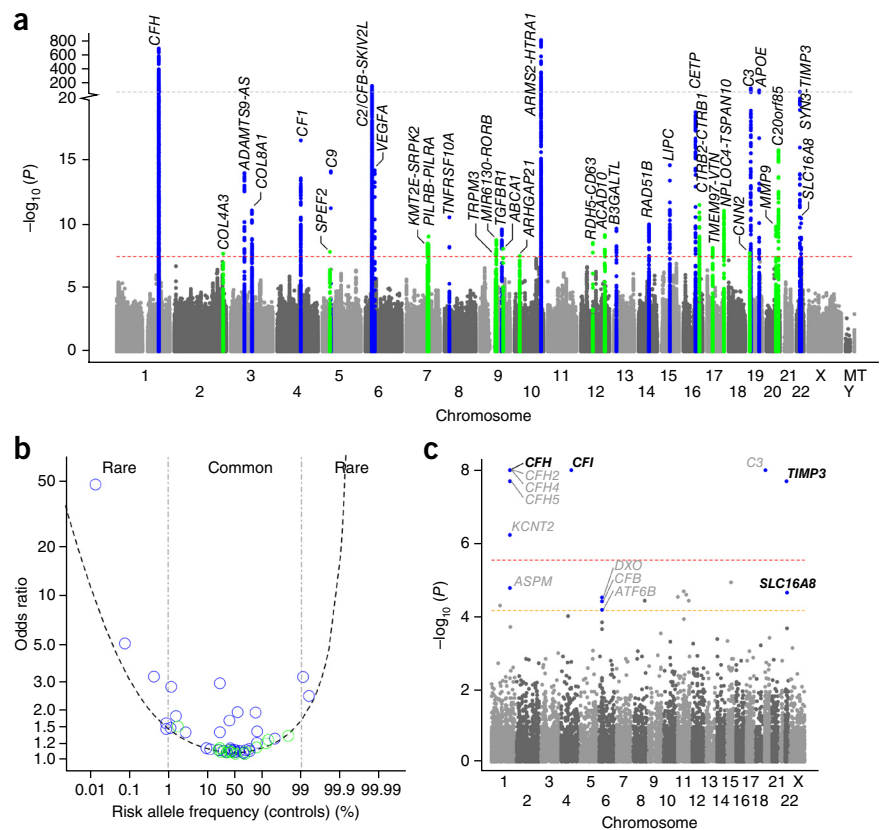 a
800
600
400
200
20
15
10
5
0
–log10 (P)
CFH
COL4A3
ADAMTS9-AS
COL8A1
CF1
SPEF2
C9
C2/CFB-SKIV2L
VEGFA
KMT2E-SRPK2
PILRB-PILRA
TNFRSF10A
TRPM3
MIR6130-RORB
TGFBR1
ABCA1
ARHGAP21
ARMS2-HTRA1
RDH5-CD63
ACAD10
B3GALTL
RAD51B
LIPC
CETP
CTRB2-CTRB1
TMEM97-VTN
NPLOC4-TSPAN10
CNN2
C3
APOE
MMP9
C20orf85
SYN3-TIMP3
SLC16A8
1 3 5 7 9 11 13 15 17 19 21 X MT
2 4 6 8 10 12 14 16 18 20 22 Y
Chromosome
b
Rare Common Rare
Odds ratio
50
20
10
5.0
3.0
2.0
1.5
1.2
1.0
0.01 0.1 1 10 50 90 99 99.9 99.99
Risk allele frequency (controls) (%)
c
–log10 (P)
8
6
4
2
0
CFH
CFH2
CFH4
CFH5
CFI
C3
TIMP3
KCNT2
ASPM
DXO
CFB
ATF6B
SLC16A8
1 3 5 7 9 11 13 15 17 19 21 X
2 4 6 8 10 12 14 16 18 22
Chromosome